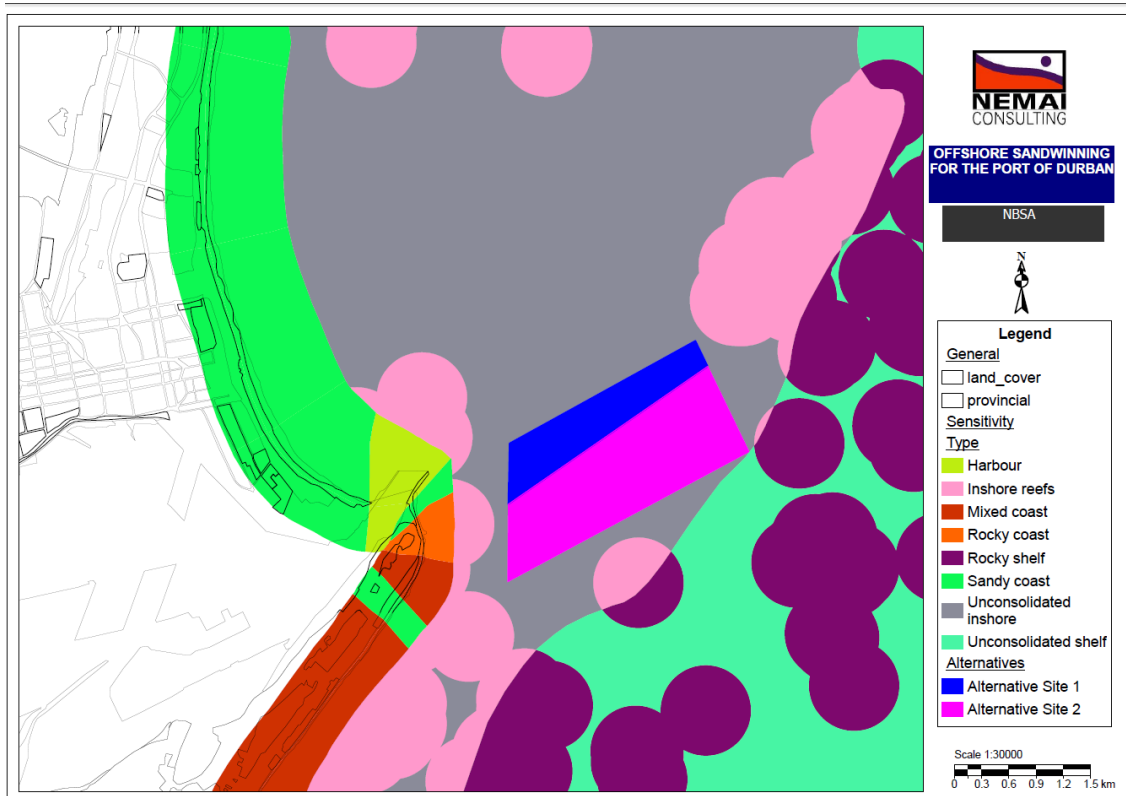 NEMAI
CONSULTING
OFFSHORE SANDWINNING
FOR THE PORT OF DURBAN
NBSA
N
Legend
General
land_cover
provincial
Sensitivity
Type
Harbour
Inshore reefs
Mixed coast
Rocky coast
Rocky shelf
Sandy coast
Unconsolidated
inshore
Unconsolidated shelf
Alternatives
Alternative Site 1
Alternative Site 2
Scale 1:30000
0 0.3 0.6 0.9 1.2 1.5 km